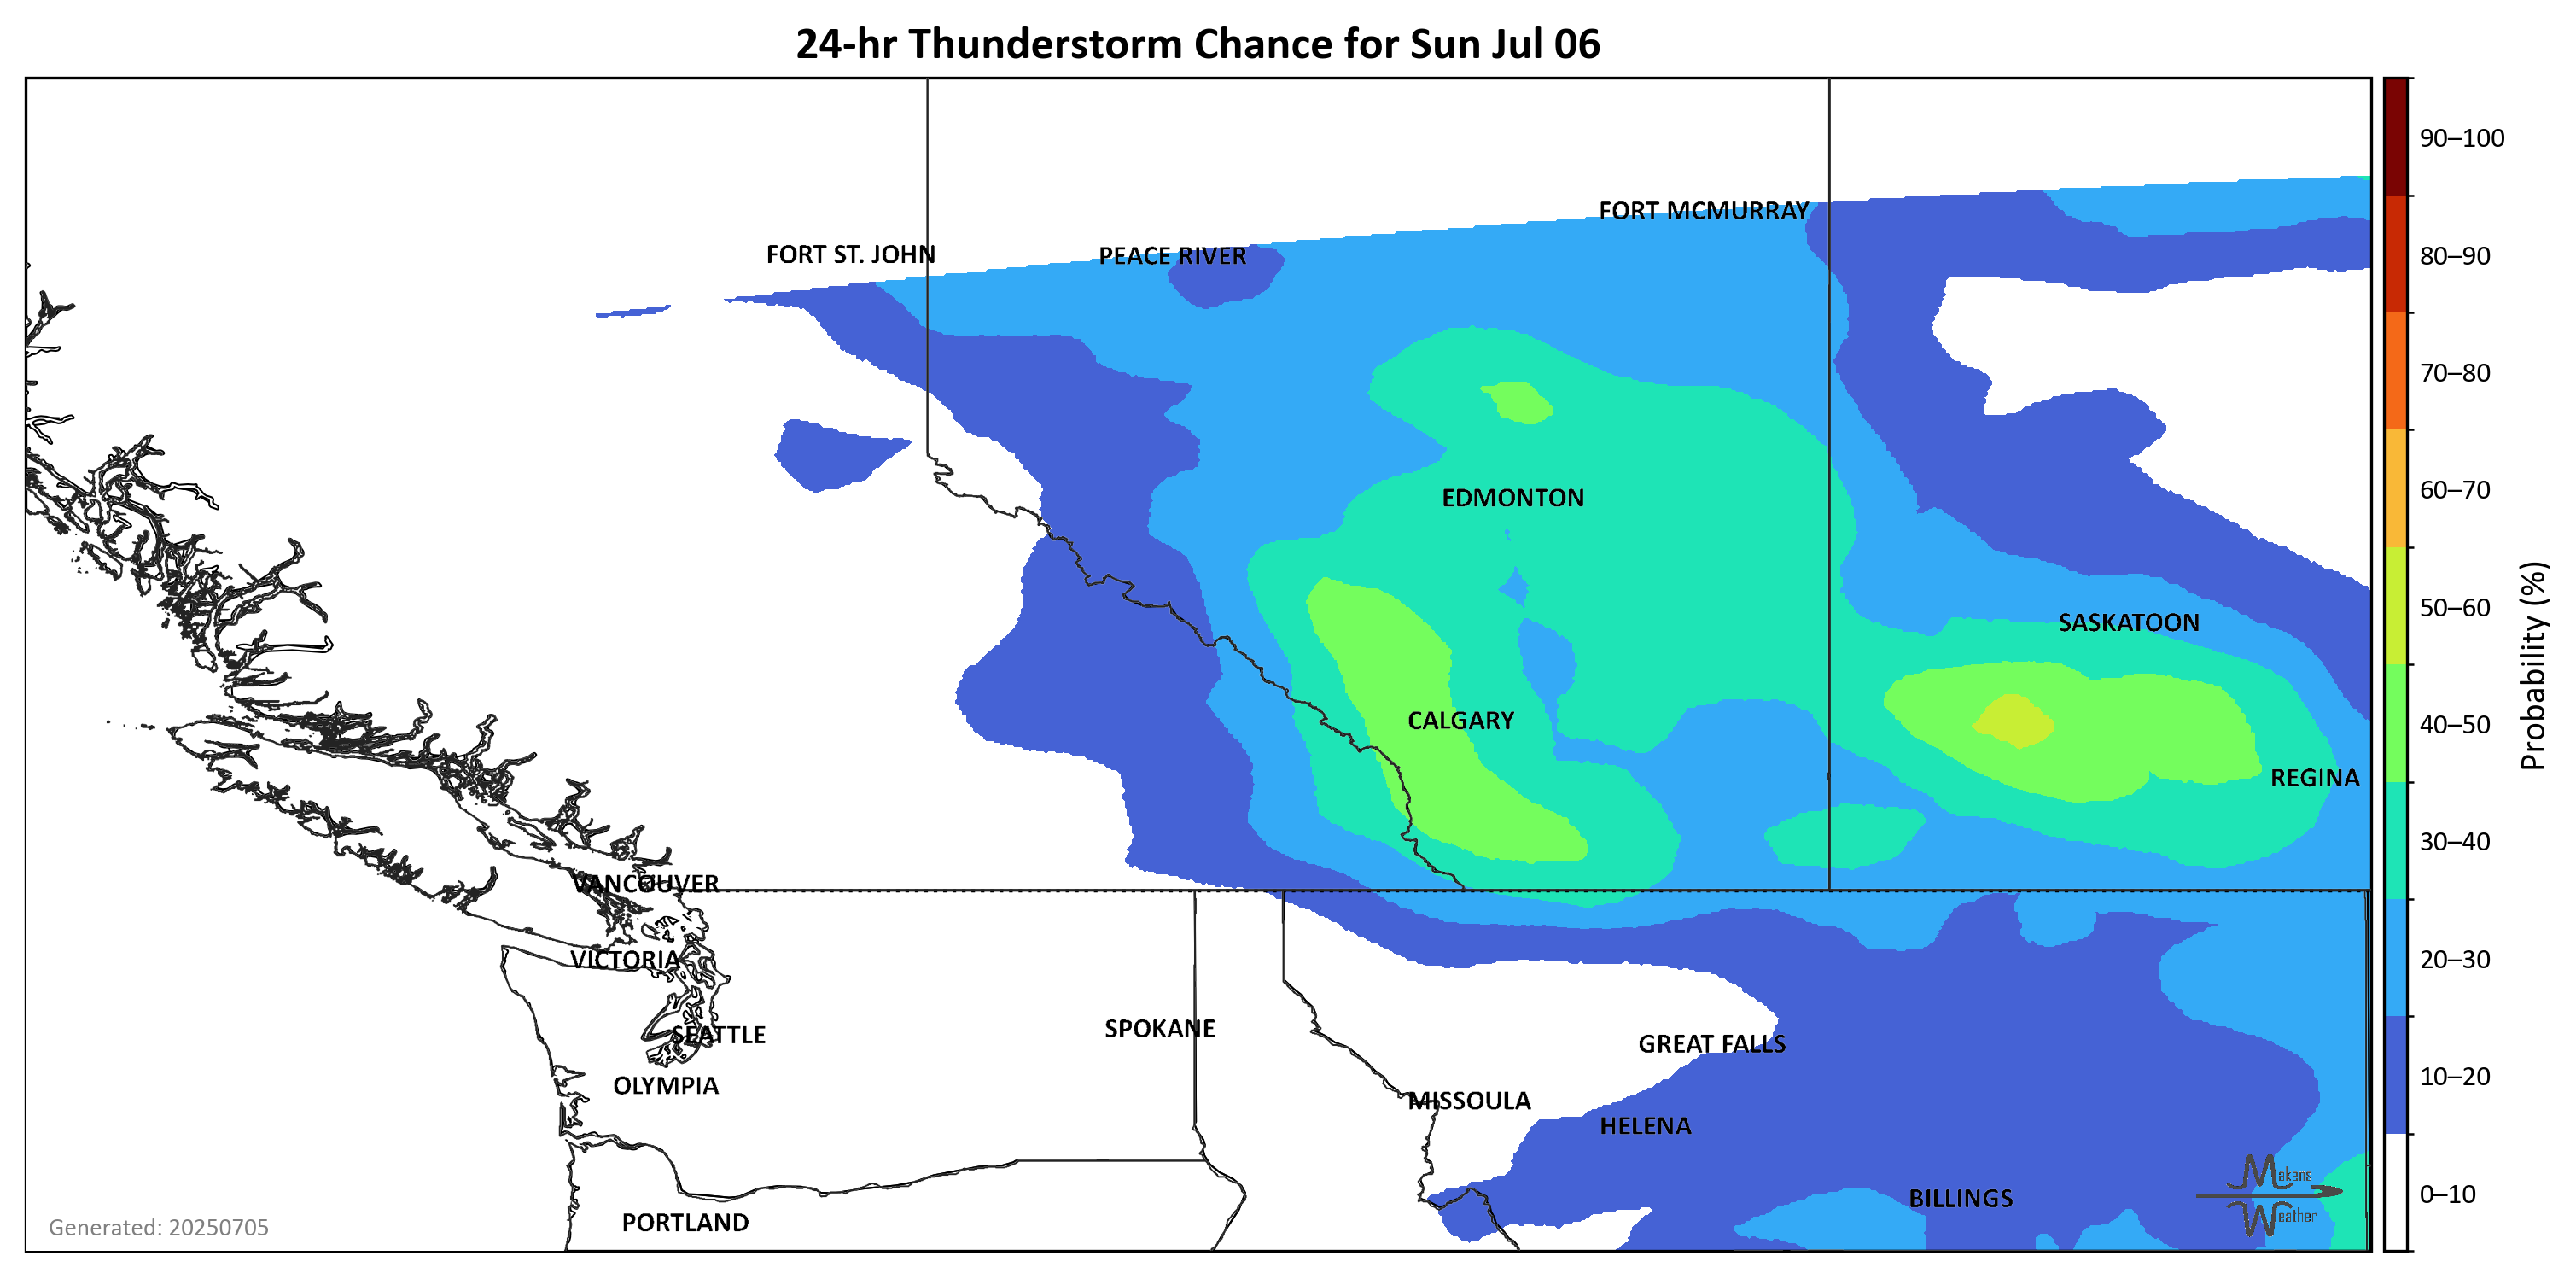 24-hr Thunderstorm Chance for Sun Jul 06
90–100
FORT MCMURRAY
FORT ST. JOHN
PEACE RIVER
80–90
70–80
60–70
EDMONTON
50–60
SASKATOON
Probability (%)
CALGARY
40–50
REGINA
30–40
VANCOUVER
VICTORIA
20–30
SEATTLE
SPOKANE
GREAT FALLS
OLYMPIA
10–20
MISSOULA
HELENA
Makens
Weather
BILLINGS
0–10
PORTLAND
Generated: 20250705